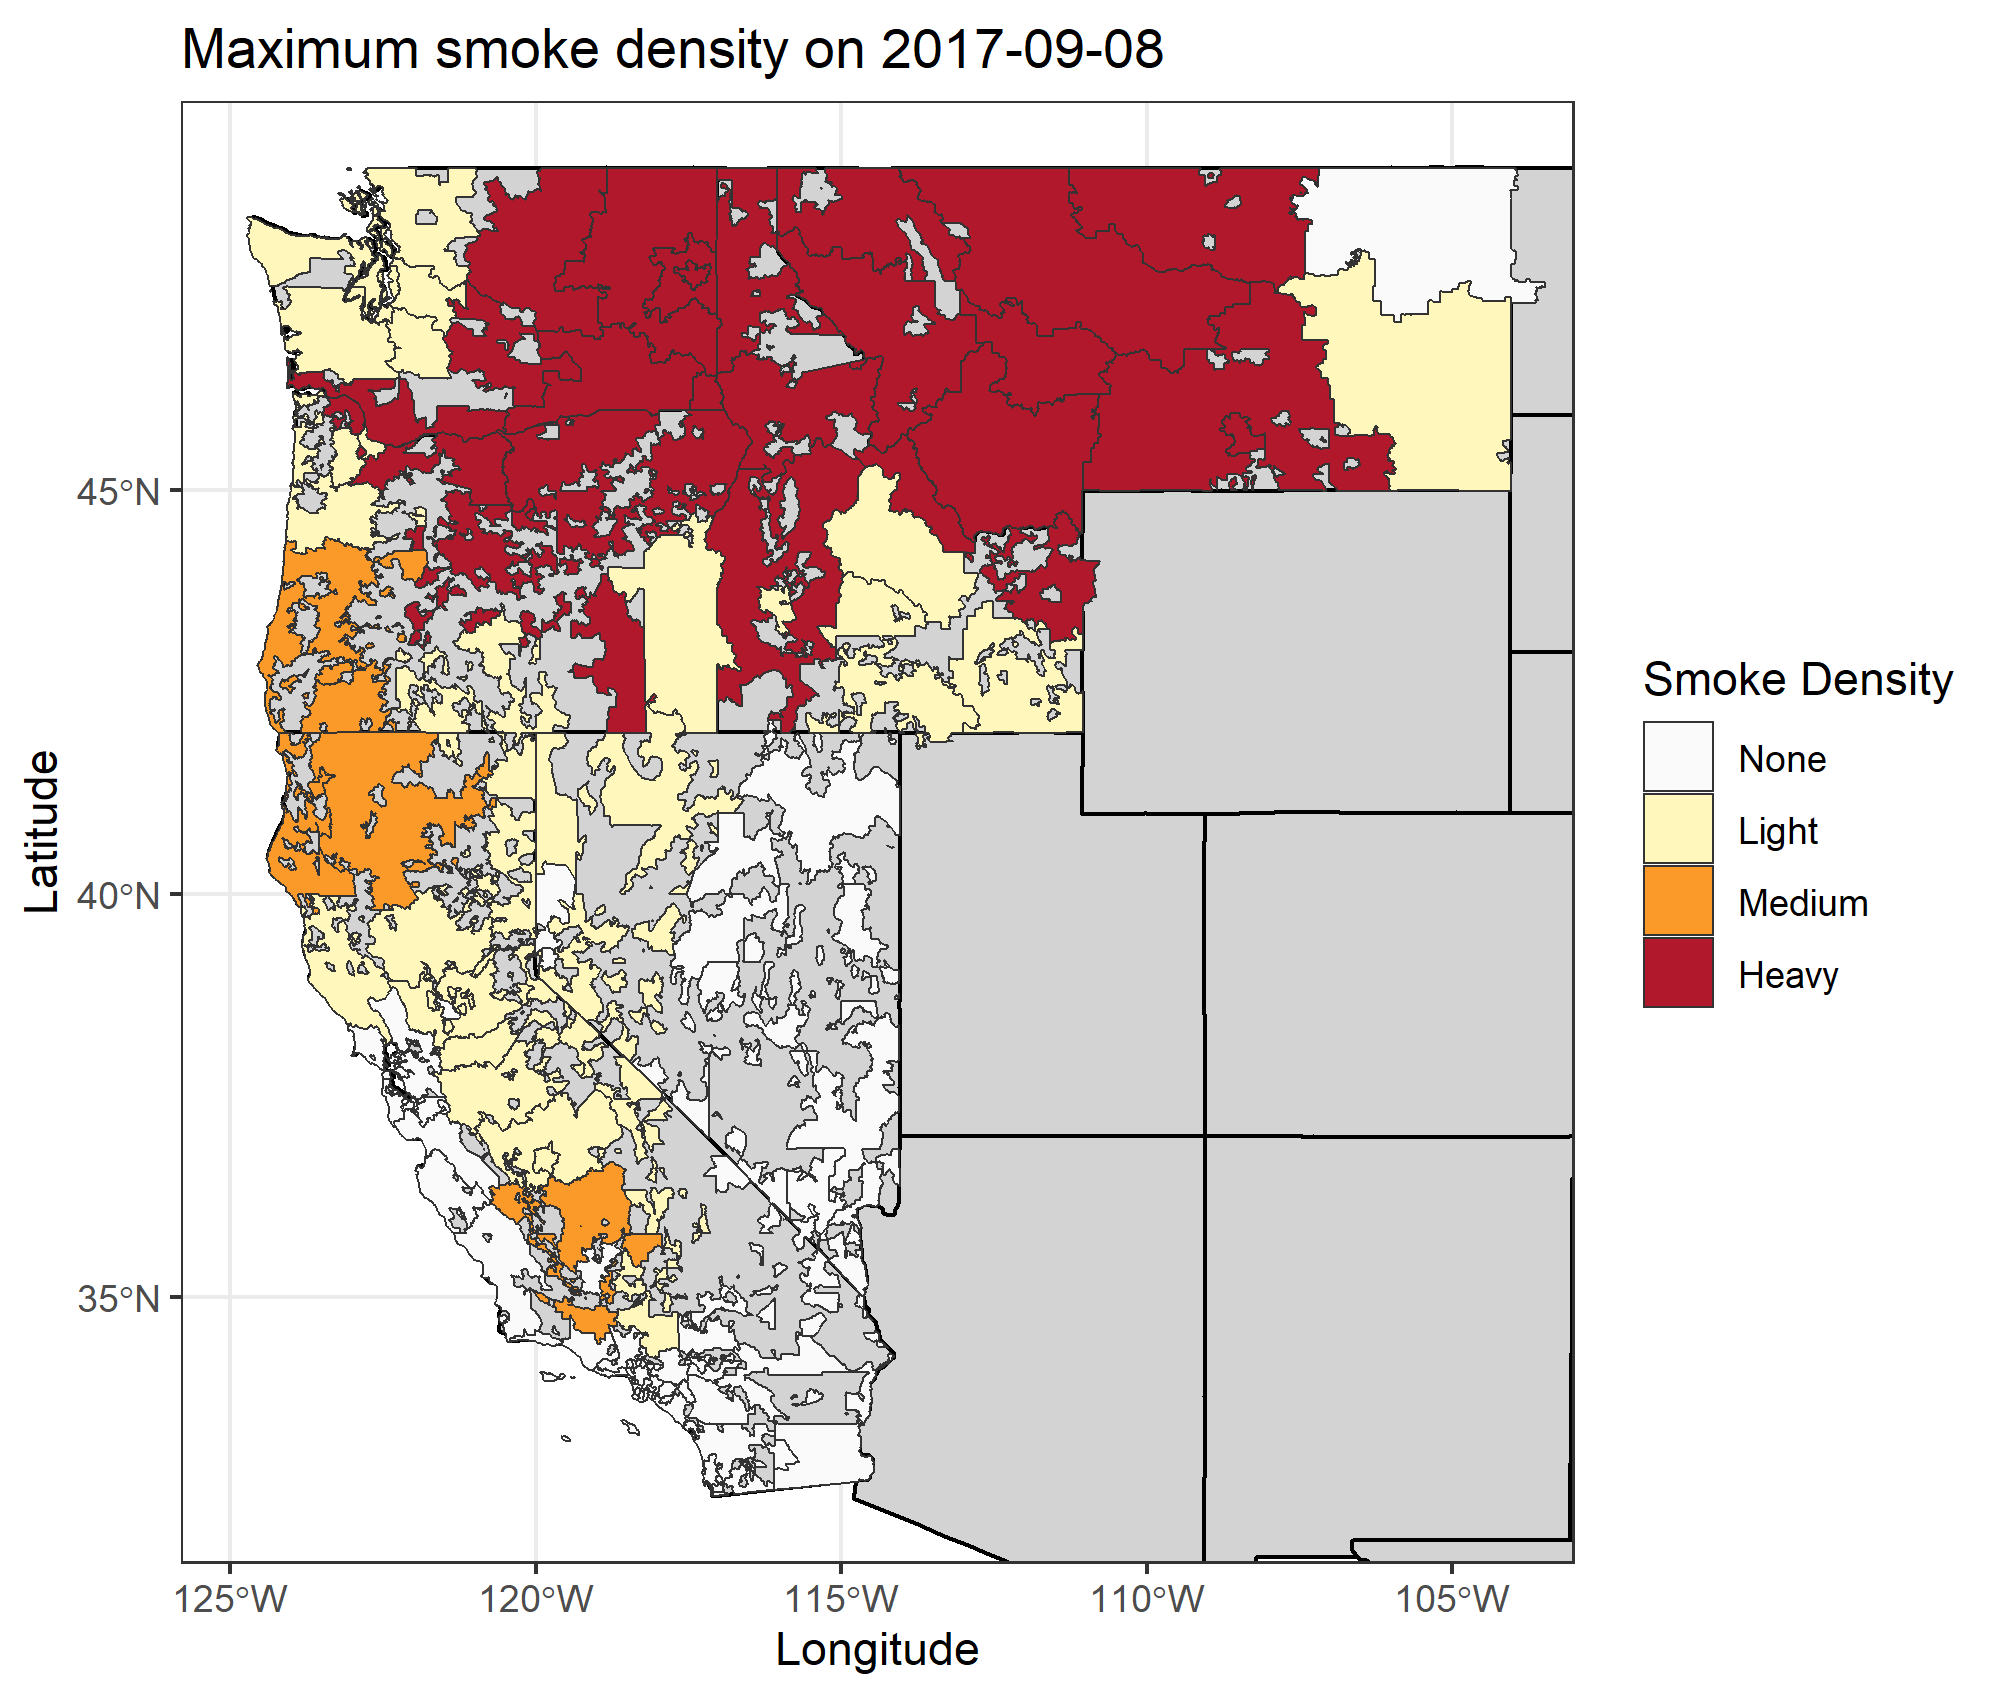 Maximum smoke density on 2017-09-08
45°N
40°N
35°N
Latitude
125°W
120°W
115°W
110°W
105°W
Longitude
Smoke Density
None
Light
Medium
Heavy